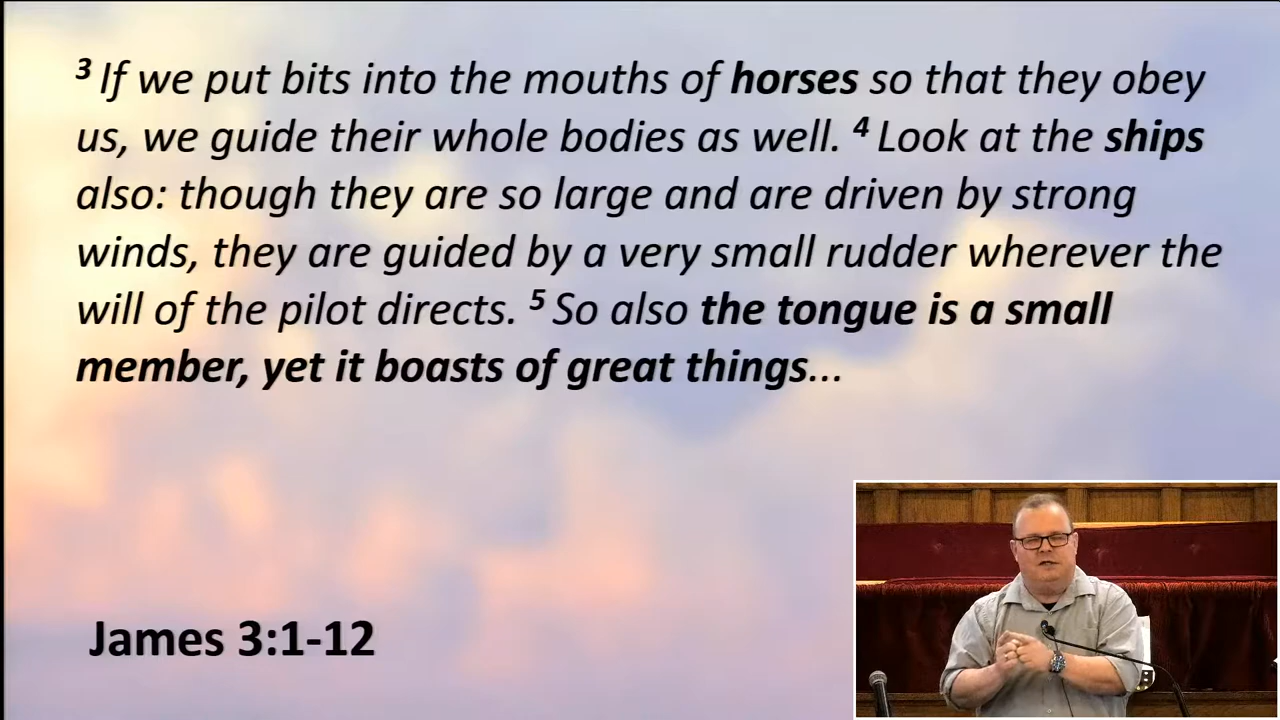 3 If we put bits into the mouths of horses so that they obey
us, we guide their whole bodies as well. 4 Look at the ships
also: though they are so large and are driven by strong
winds, they are guided by a very small rudder wherever the
will of the pilot directs. 5 So also the tongue is a small
member, yet it boasts of great things...
James 3:1-12